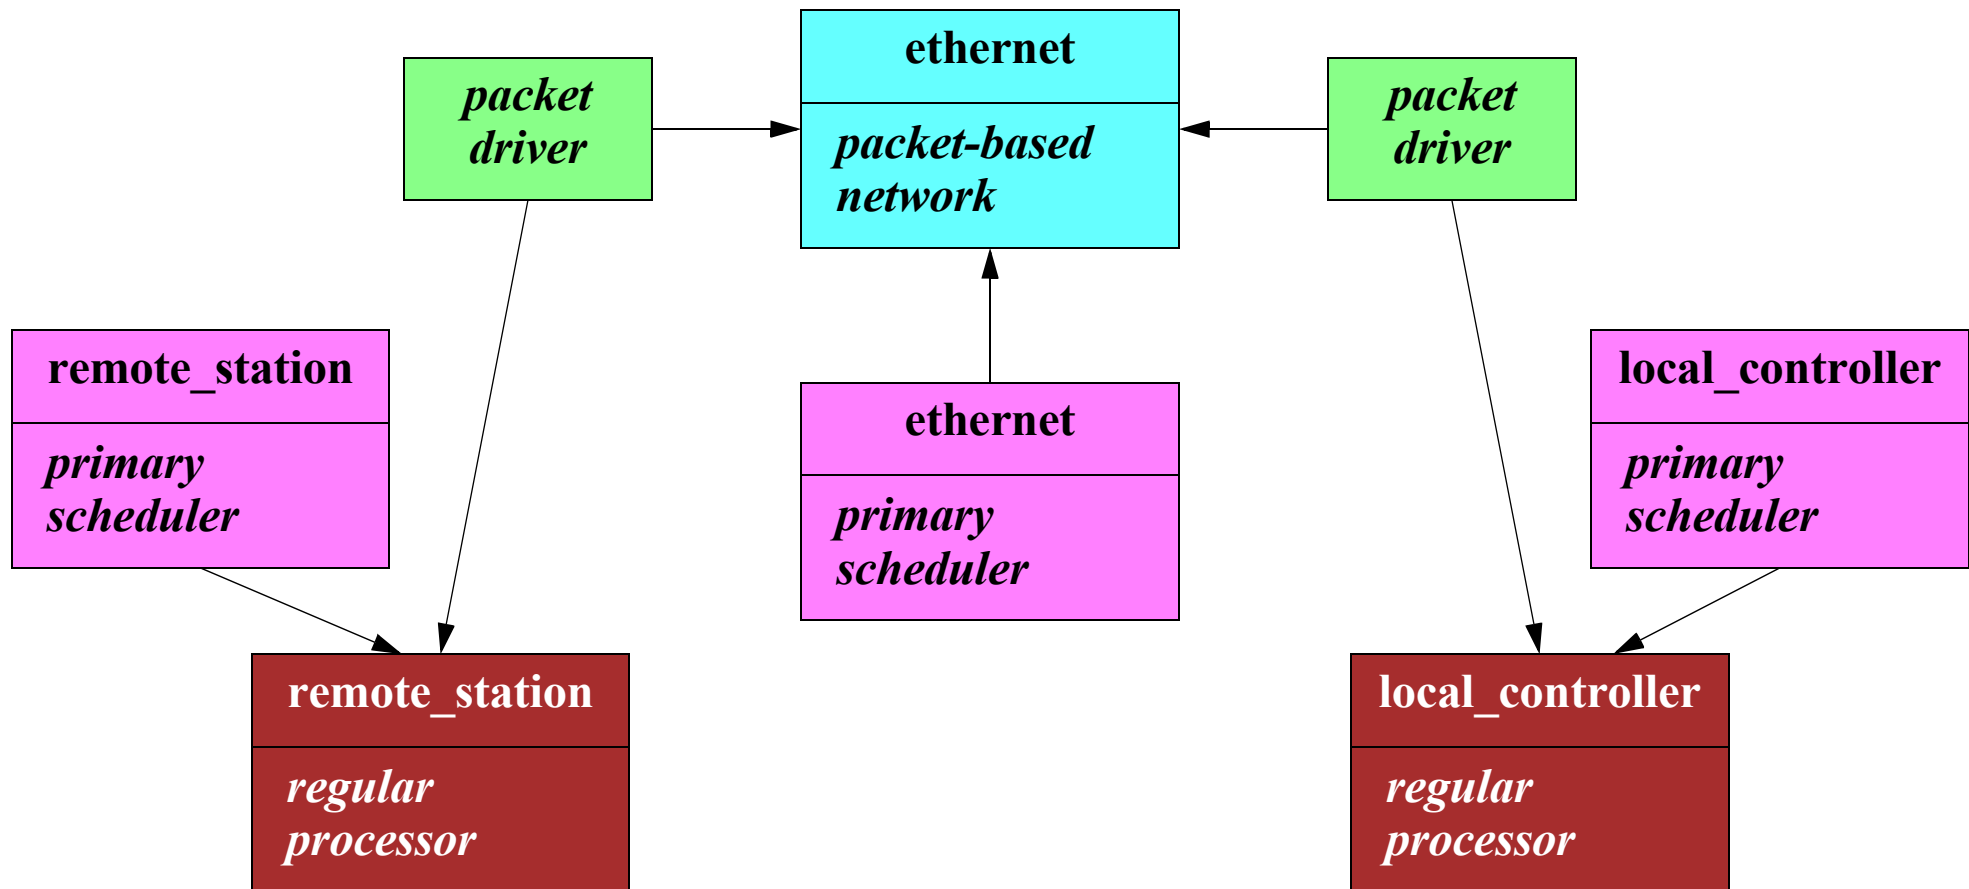 ethernet
packet-based
network
packet
driver
packet
driver
remote_station
primary
scheduler
ethernet
primary
scheduler
local_controller
primary
scheduler
remote_station
regular
processor
local_controller
regular
processor